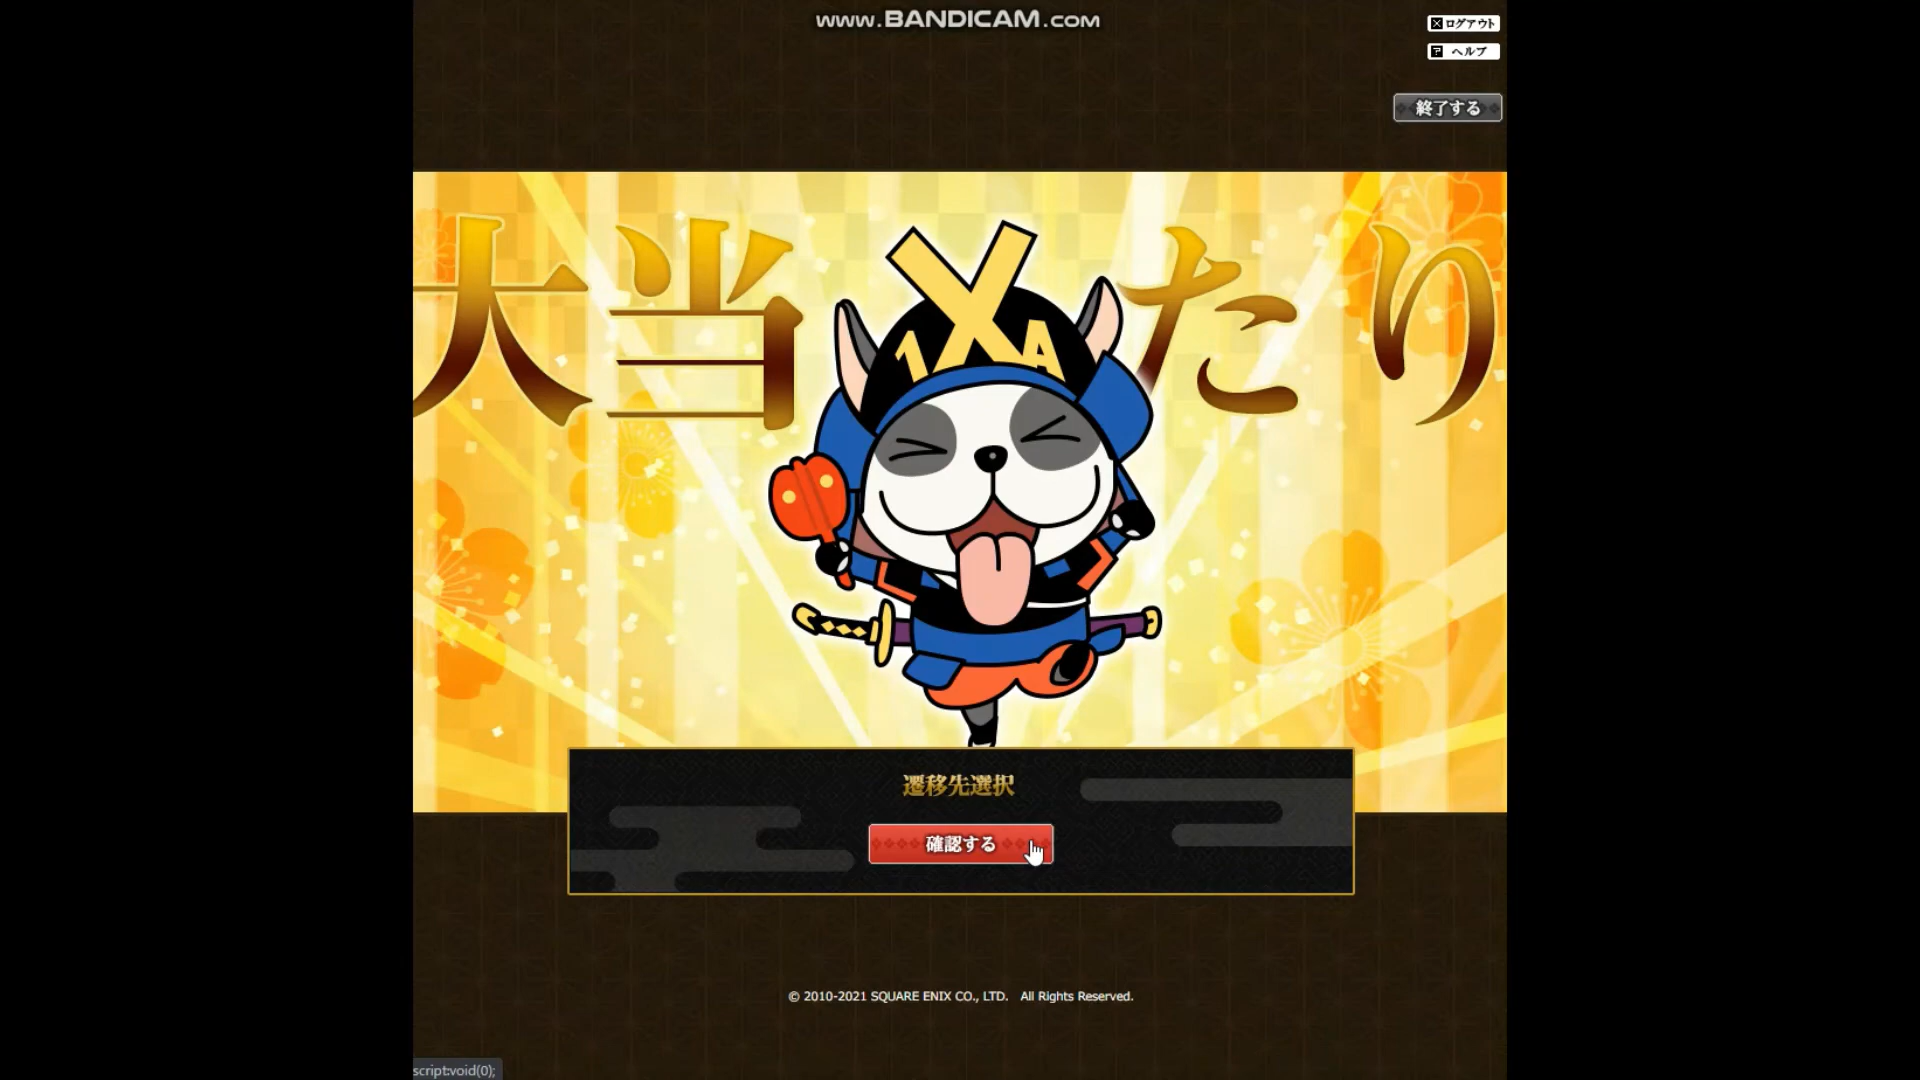 www.BANDICAM.com
ログアウト
ヘルプ
終了する
大当たり
1XA
遷移先選択
確認する
© 2010-2021 SQUARE ENIX CO., LTD. All Rights Reserved.
script:void(0);